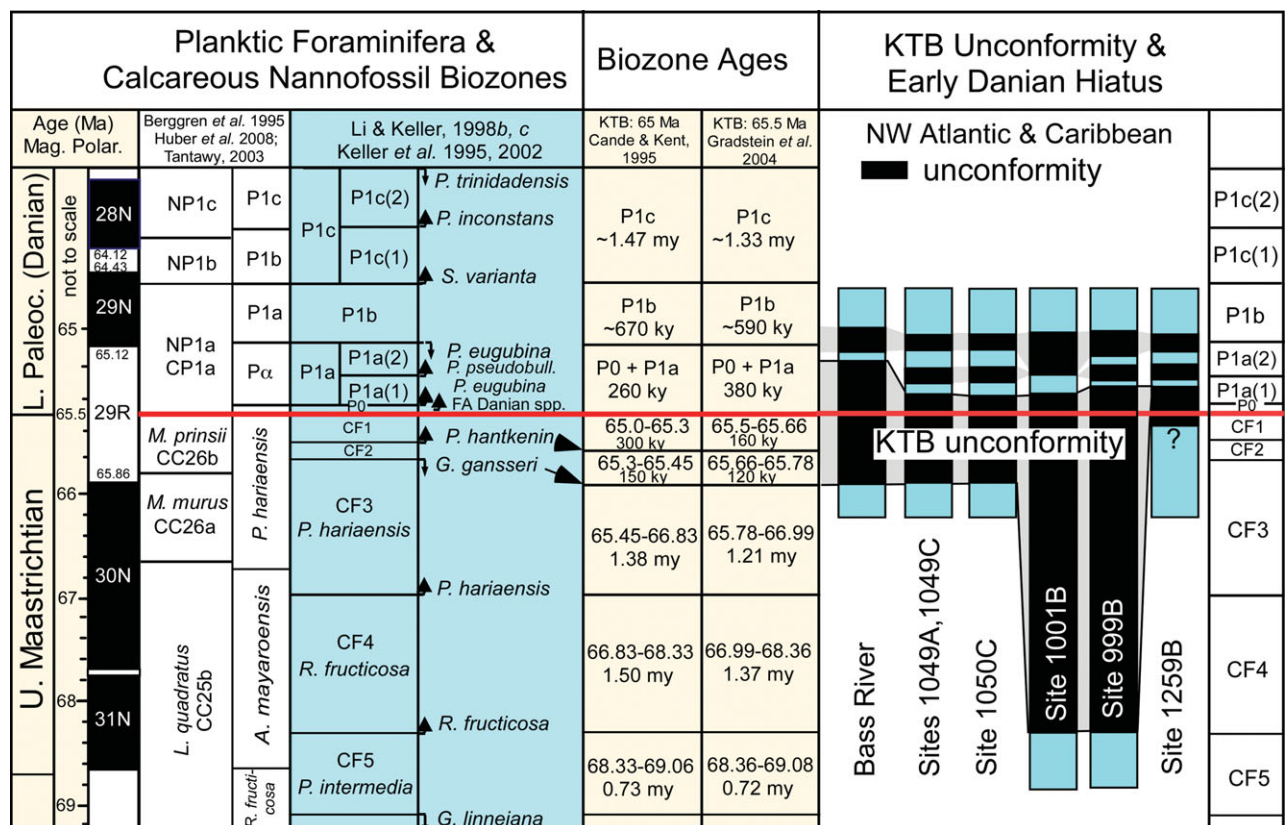 Planktic Foraminifera &
Calcareous Nannofossil Biozones
Biozone Ages
KTB Unconformity &
Early Danian Hiatus
Age (Ma)
Mag. Polar.
Berggren et al. 1995
Huber et al. 2008;
Tantawy, 2003
Li & Keller, 1998b, c
Keller et al. 1995, 2002
KTB: 65 Ma
Cande & Kent,
1995
KTB: 65.5 Ma
Gradstein et al.
2004
NW Atlantic & Caribbean
unconformity
L. Paleoc. (Danian)
U. Maastrichtian
not to scale
65
65.5
66
67
68
69
28N
64.12
64.43
29N
65.12
29R
65.86
30N
31N
NP1c
NP1b
NP1a
CP1a
M. prinsii
CC26b
M. murus
CC26a
L. quadratus
CC25b
P1c
P1b
P1a
Pα
P. hariaensis
A. mayaroensis
R. fructi-
cosa
P1c
P1c(2)
P1c(1)
P1b
P1a
P1a(2)
P1a(1)
P0
CF1
CF2
CF3
P. hariaensis
CF4
R. fructicosa
CF5
P. intermedia
P. trinidadensis
P. inconstans
S. varianta
P. eugubina
P. pseudobull.
P. eugubina
FA Danian spp.
P. hantkenin
G. gansseri
P. hariaensis
R. fructicosa
G. linneiana
P1c
~1.47 my
P1b
~670 ky
P0 + P1a
260 ky
65.0-65.3
300 ky
65.3-65.45
150 ky
65.45-66.83
1.38 my
66.83-68.33
1.50 my
68.33-69.06
0.73 my
P1c
~1.33 my
P1b
~590 ky
P0 + P1a
380 ky
65.5-65.66
160 ky
65.66-65.78
120 ky
65.78-66.99
1.21 my
66.99-68.36
1.37 my
68.36-69.08
0.72 my
KTB unconformity
?
Bass River
Sites 1049A,1049C
Site 1050C
Site 1001B
Site 999B
Site 1259B
P1c(2)
P1c(1)
P1b
P1a(2)
P1a(1)
P0
CF1
CF2
CF3
CF4
CF5